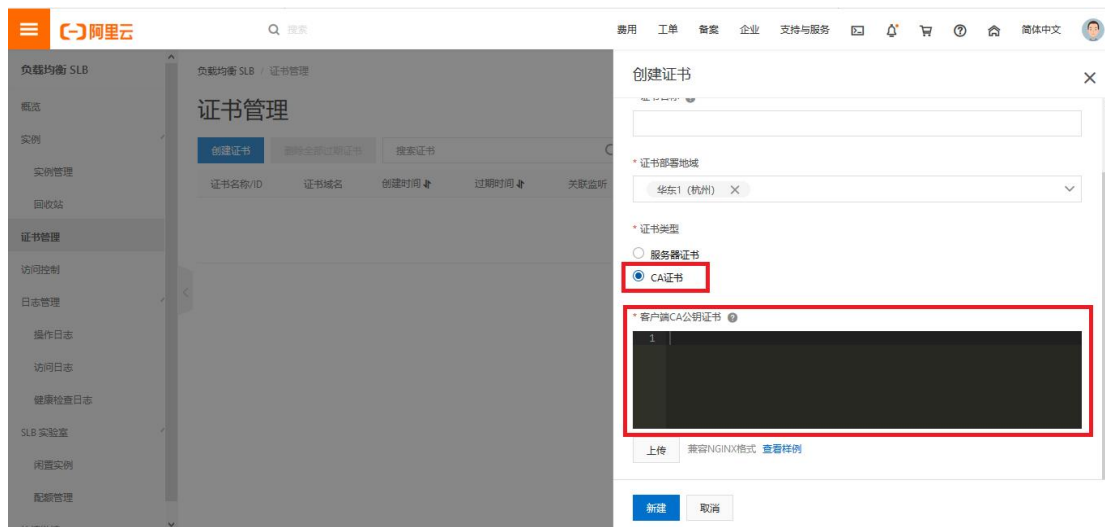 阿里云
搜索
费用 工单 备案 企业 支持与服务 简体中文
负载均衡 SLB
概览
实例
实例管理
回收站
证书管理
访问控制
日志管理
操作日志
访问日志
健康检查日志
SLB 实验室
闲置实例
配额管理
负载均衡 SLB / 证书管理
证书管理
创建证书 删除全部过期证书 搜索证书
证书名称/ID 证书域名 创建时间 过期时间 关联监听
创建证书
* 证书部署地域
华东1（杭州）
* 证书类型
服务器证书
CA证书
* 客户端CA公钥证书
1
上传 兼容NGINX格式 查看样例
新建 取消